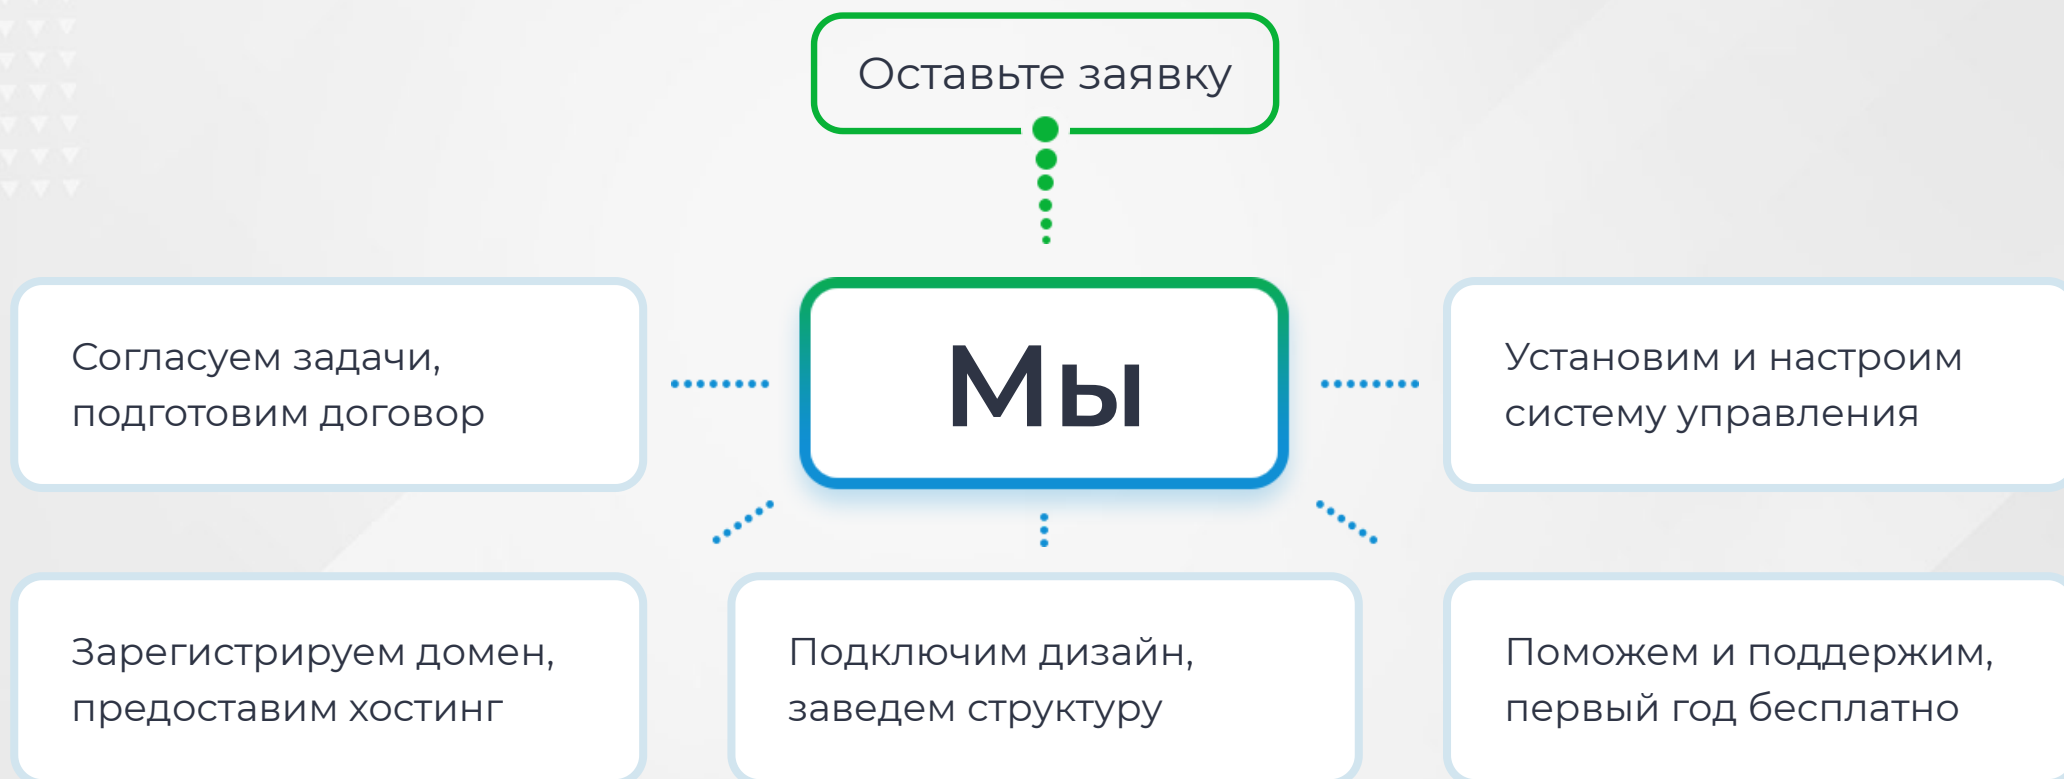 Оставьте заявку
Согласуем задачи,
подготовим договор
Мы
Установим и настроим
систему управления
Зарегистрируем домен,
предоставим хостинг
Подключим дизайн,
заведем структуру
Поможем и поддержим,
первый год бесплатно